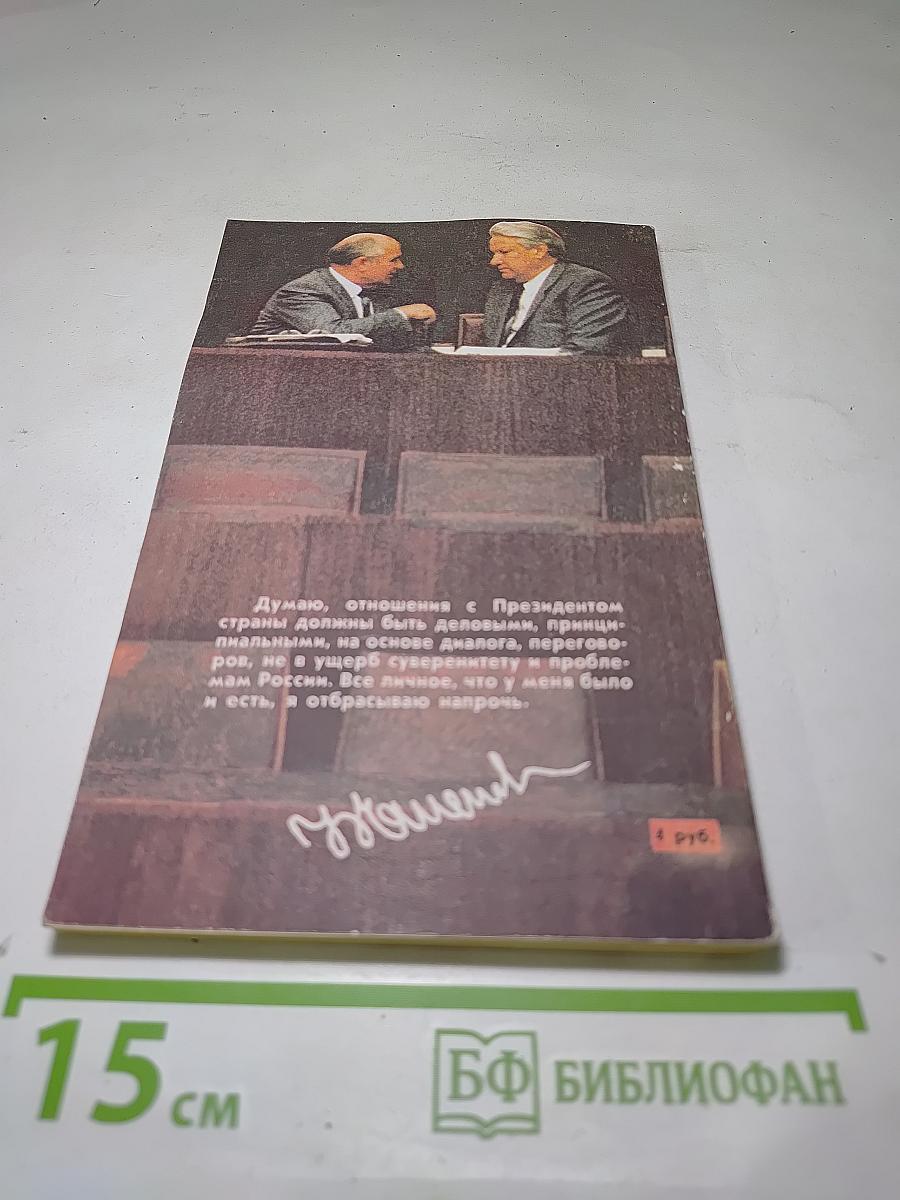 Думаю, отношения с Президентом
страны должны быть деловыми, принци-
пиальными, на основе диалога, перегово-
ров, не в ущерб суверенитету и пробле-
мам России. Все личное, что у меня было
и есть, я отбрасываю напрочь.
4 руб.
15 см
БФ БИБЛИОФАН